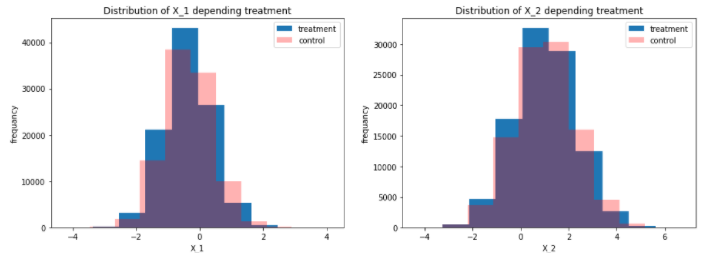 Distribution of X_1 depending treatment
treatment
control
frequancy
40000
30000
20000
10000
0
-4
-2
0
2
4
X_1
Distribution of X_2 depending treatment
treatment
control
frequancy
30000
25000
20000
15000
10000
5000
0
-4
-2
0
2
4
6
X_2